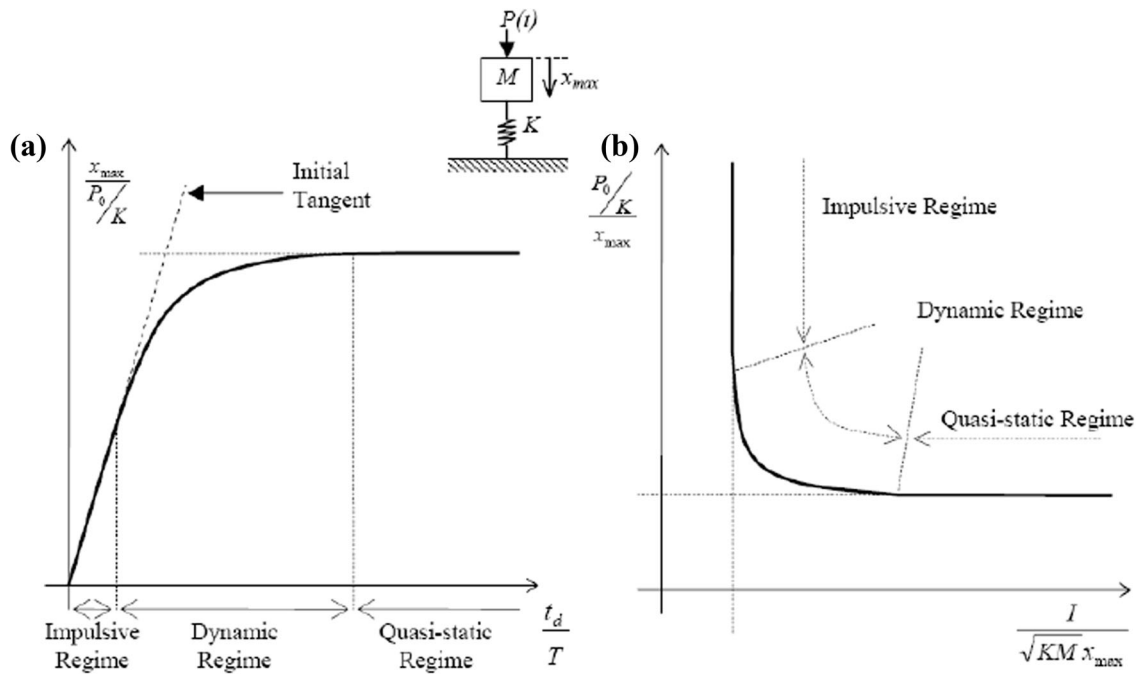 P(t)
M
x_max
K
(a)
x_max
P_0/K
Initial
Tangent
Impulsive
Regime
Dynamic
Regime
Quasi-static
Regime
t_d
T
(b)
P_0/K
x_max
Impulsive Regime
Dynamic Regime
Quasi-static Regime
I
√KM x_max